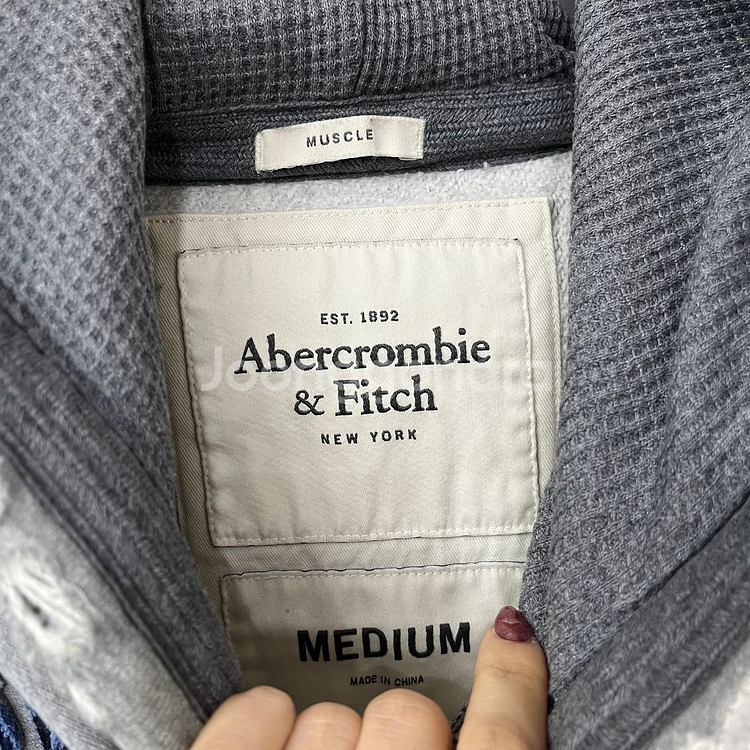 MUSCLE
EST. 1892
Abercrombie
& Fitch
NEW YORK
MEDIUM
MADE IN CHINA